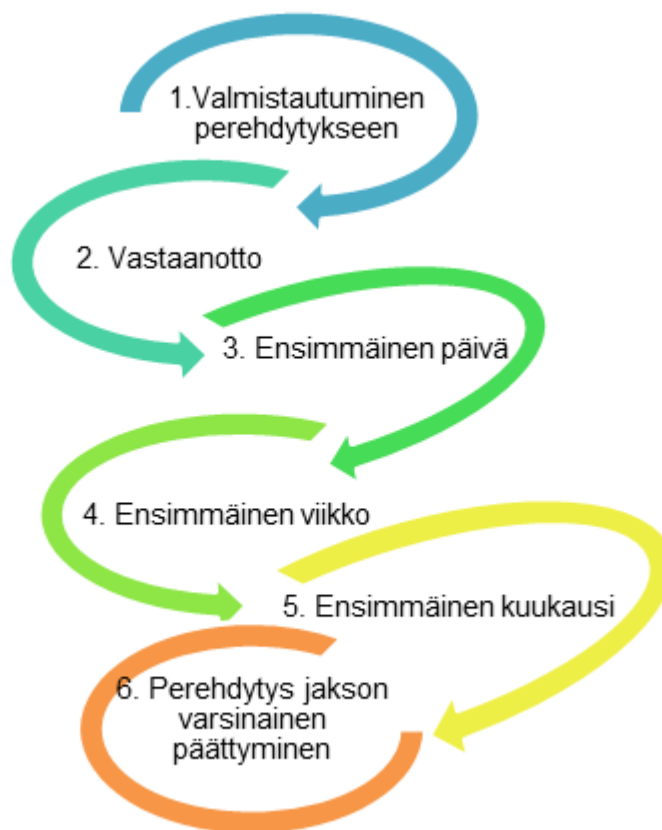 1.Valmistautuminen
perehdytykseen
2. Vastaanotto
3. Ensimmäinen päivä
4. Ensimmäinen viikko
5. Ensimmäinen kuukausi
6. Perehdytys jakson
varsinainen
päättyminen